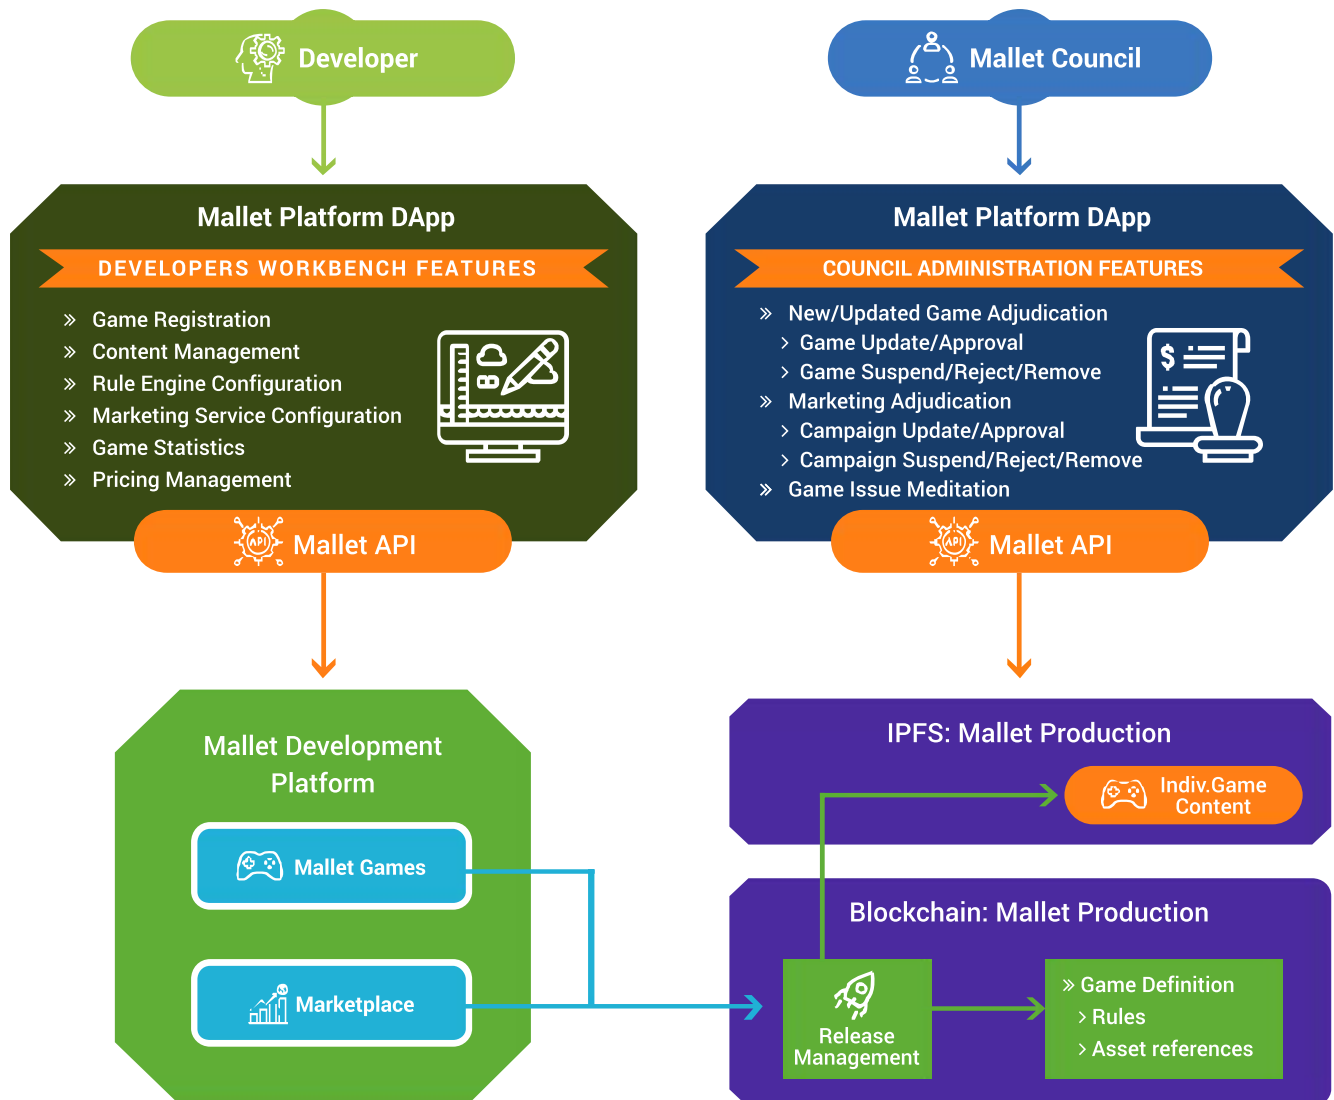 Developer
Mallet Platform DApp
DEVELOPERS WORKBENCH FEATURES
» Game Registration
» Content Management
» Rule Engine Configuration
» Marketing Service Configuration
» Game Statistics
» Pricing Management
API
Mallet API
Mallet Council
Mallet Platform DApp
COUNCIL ADMINISTRATION FEATURES
» New/Updated Game Adjudication
> Game Update/Approval
> Game Suspend/Reject/Remove
» Marketing Adjudication
> Campaign Update/Approval
> Campaign Suspend/Reject/Remove
» Game Issue Meditation
$
API
Mallet API
Mallet Development
Platform
Mallet Games
Marketplace
IPFS: Mallet Production
Indiv.Game
Content
Blockchain: Mallet Production
Release
Management
» Game Definition
> Rules
> Asset references